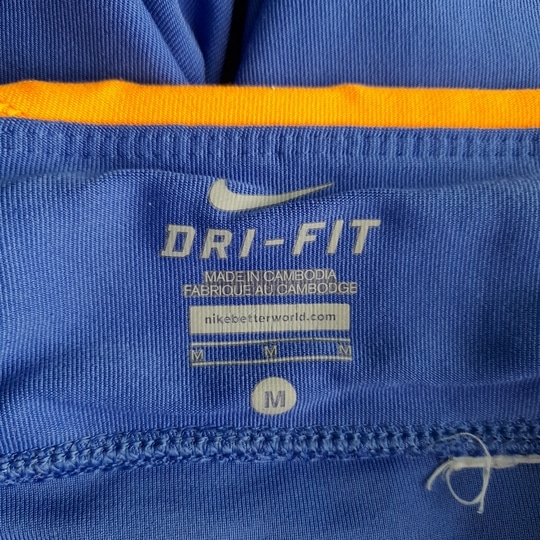 DRI-FIT
MADE IN CAMBODIA
FABRIQUE AU CAMBODGE
nikebetterworld.com
M M M
M